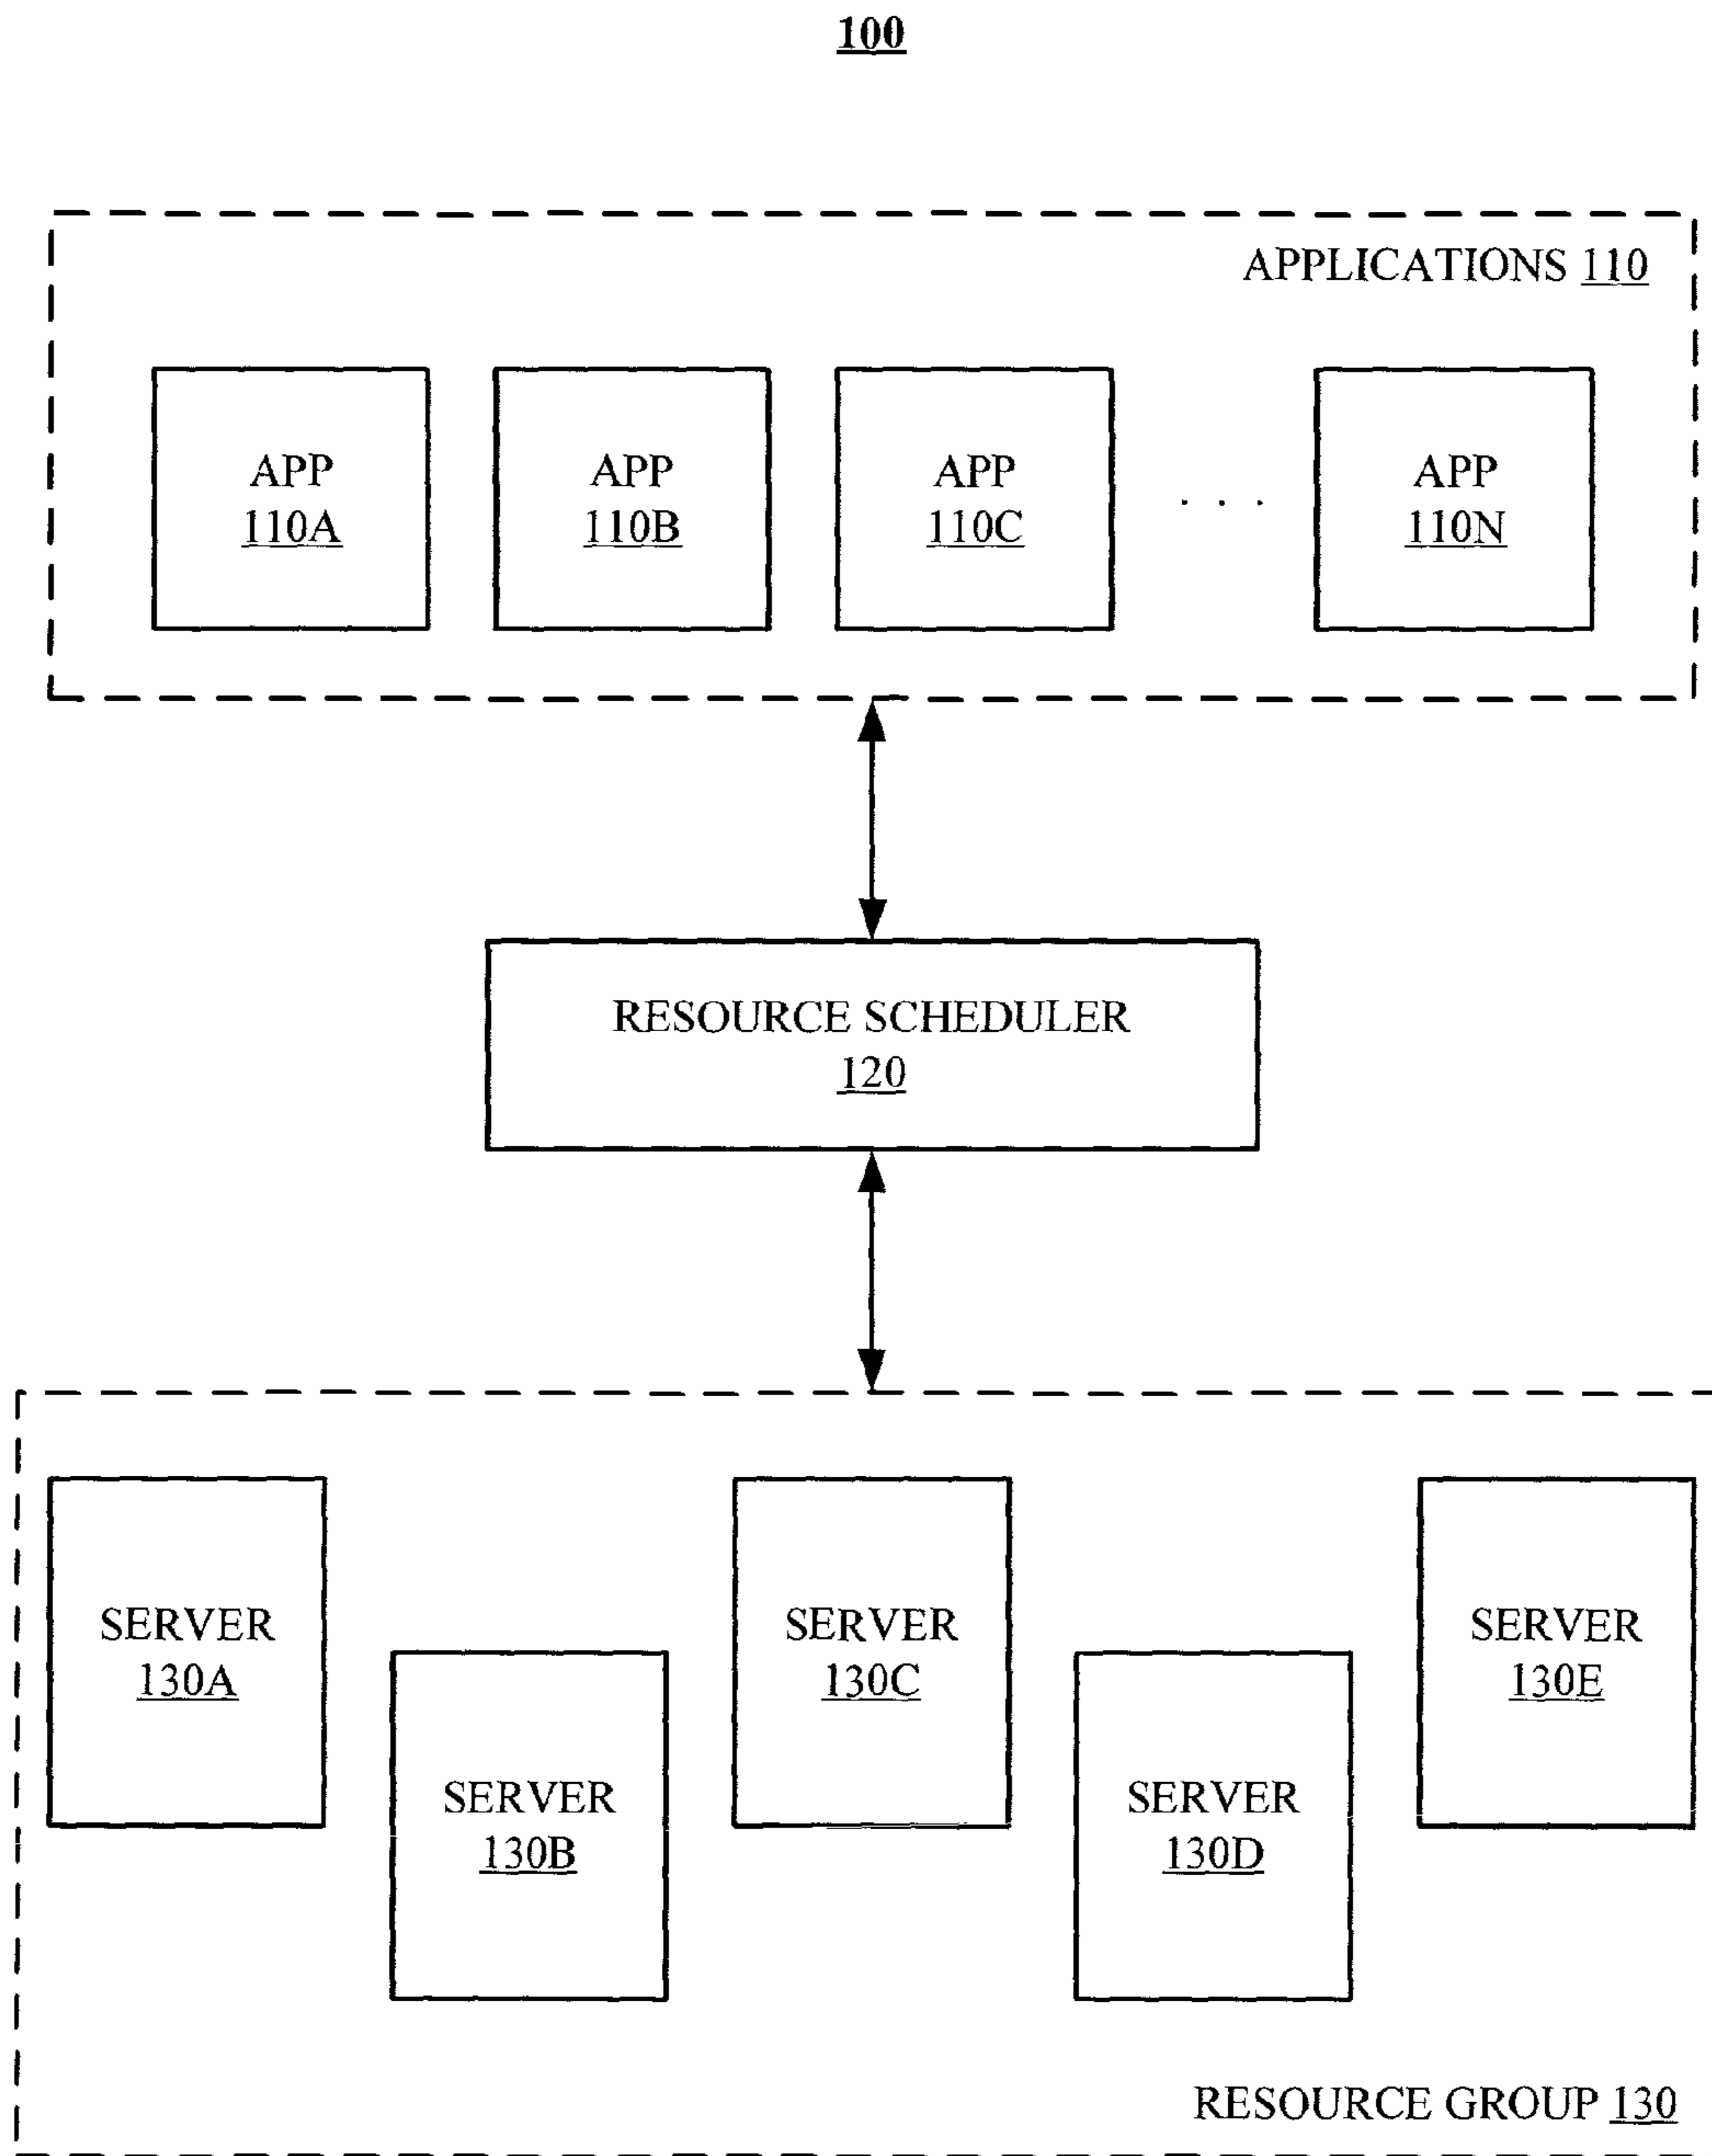 100
APPLICATIONS 110
APP
110A
APP
110B
APP
110C
. . .
APP
110N
RESOURCE SCHEDULER
120
SERVER
130A
SERVER
130B
SERVER
130C
SERVER
130D
SERVER
130E
RESOURCE GROUP 130